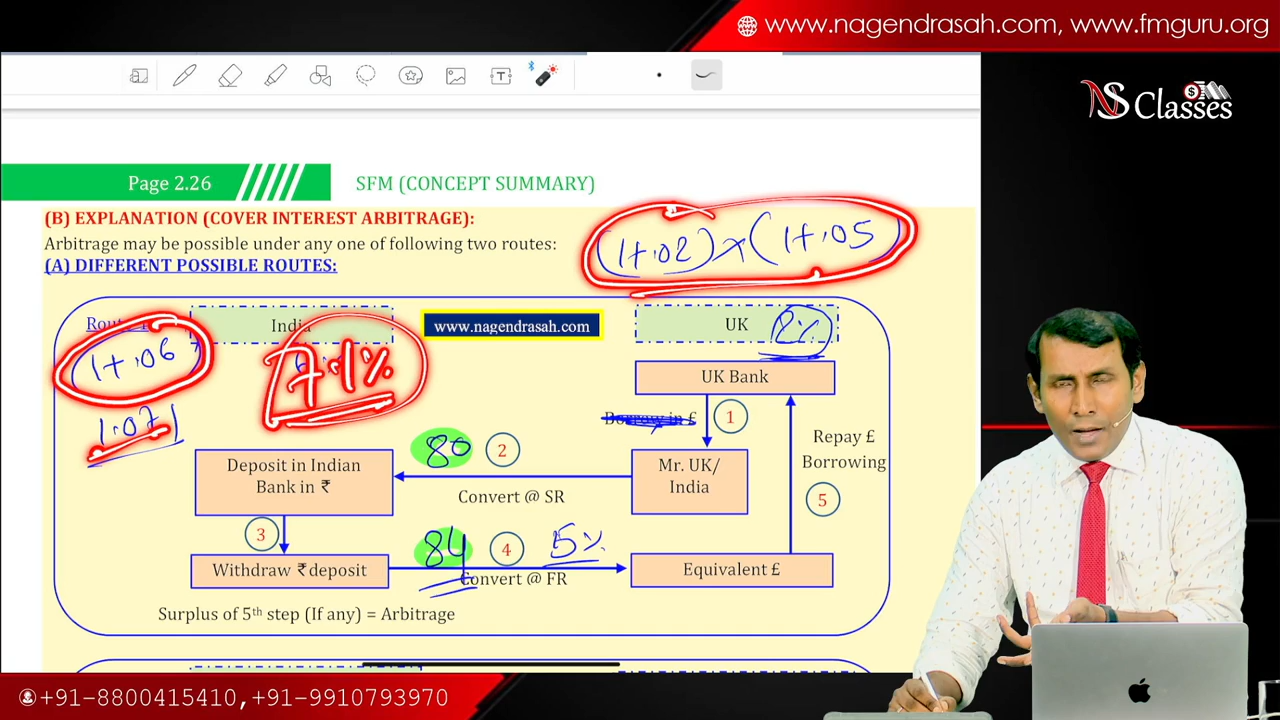 www.nagendrasah.com, www.fmguru.org
NS Classes
Page 2.26
SFM (CONCEPT SUMMARY)
(B) EXPLANATION (COVER INTEREST ARBITRAGE):
Arbitrage may be possible under any one of following two routes:
(1+.02)×(1+.05
(A) DIFFERENT POSSIBLE ROUTES:
India
www.nagendrasah.com
UK
2%
1+.06
7.1%
UK Bank
1.071
Borrow in £
1
Repay £
Borrowing
80
2
Deposit in Indian
Bank in ₹
Mr. UK/
India
Convert @ SR
5
3
84
4
5%
Withdraw ₹ deposit
Convert @ FR
Equivalent £
Surplus of 5th step (If any) = Arbitrage
+91-8800415410,+91-9910793970